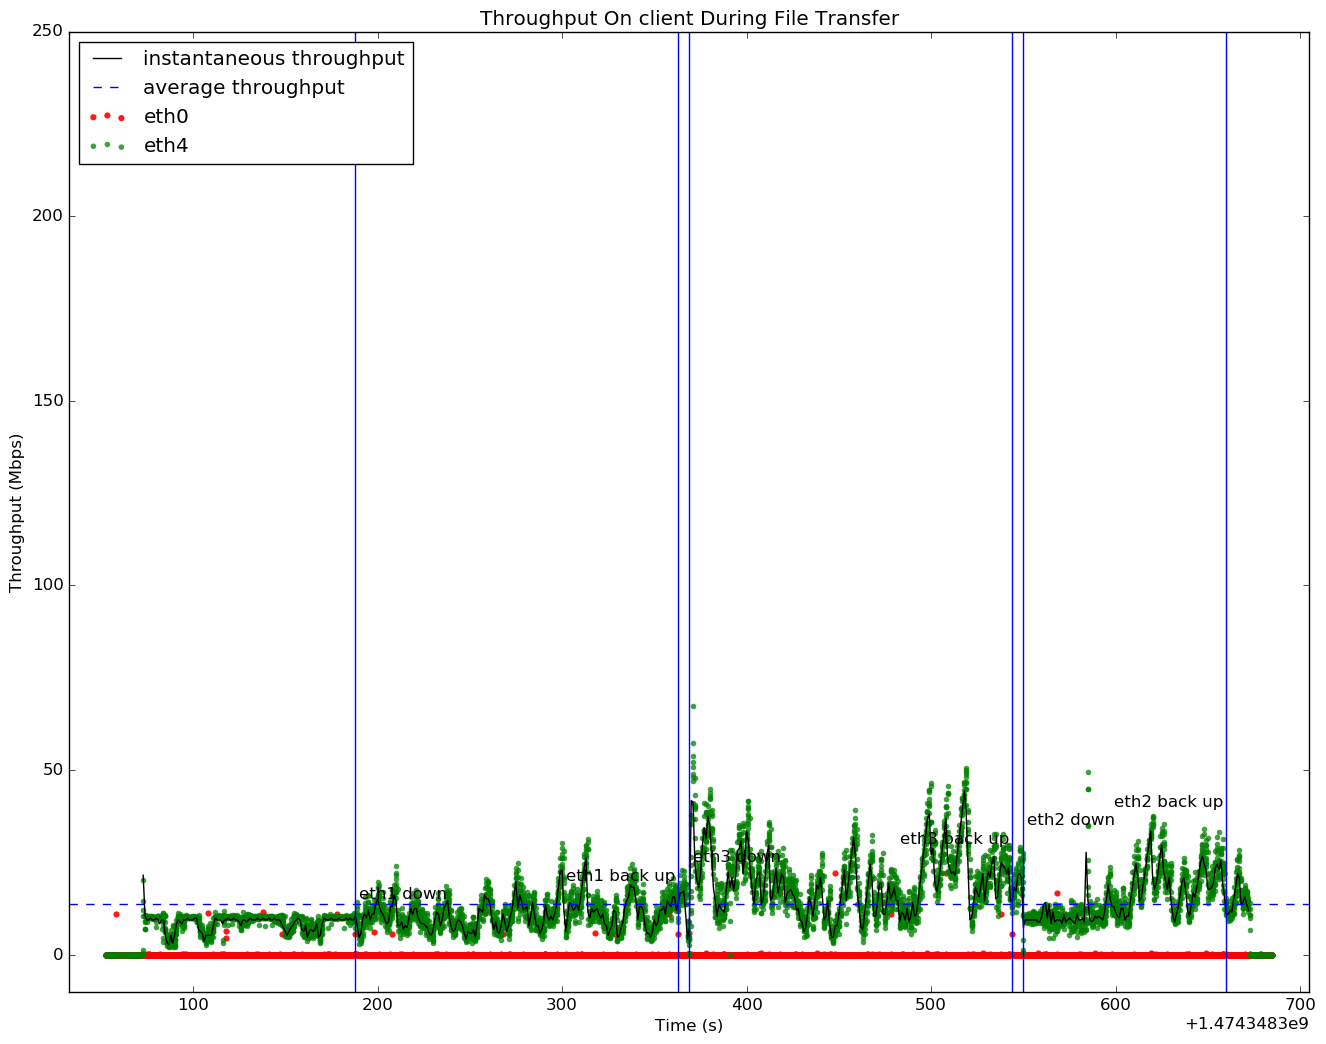 Throughput On client During File Transfer
250
200
150
100
50
0
Throughput (Mbps)
instantaneous throughput
average throughput
eth0
eth4
eth1 down
eth1 back up
eth3 down
eth3 back up
eth2 down
eth2 back up
100
200
300
400
500
600
700
Time (s)
+1.4743483e9